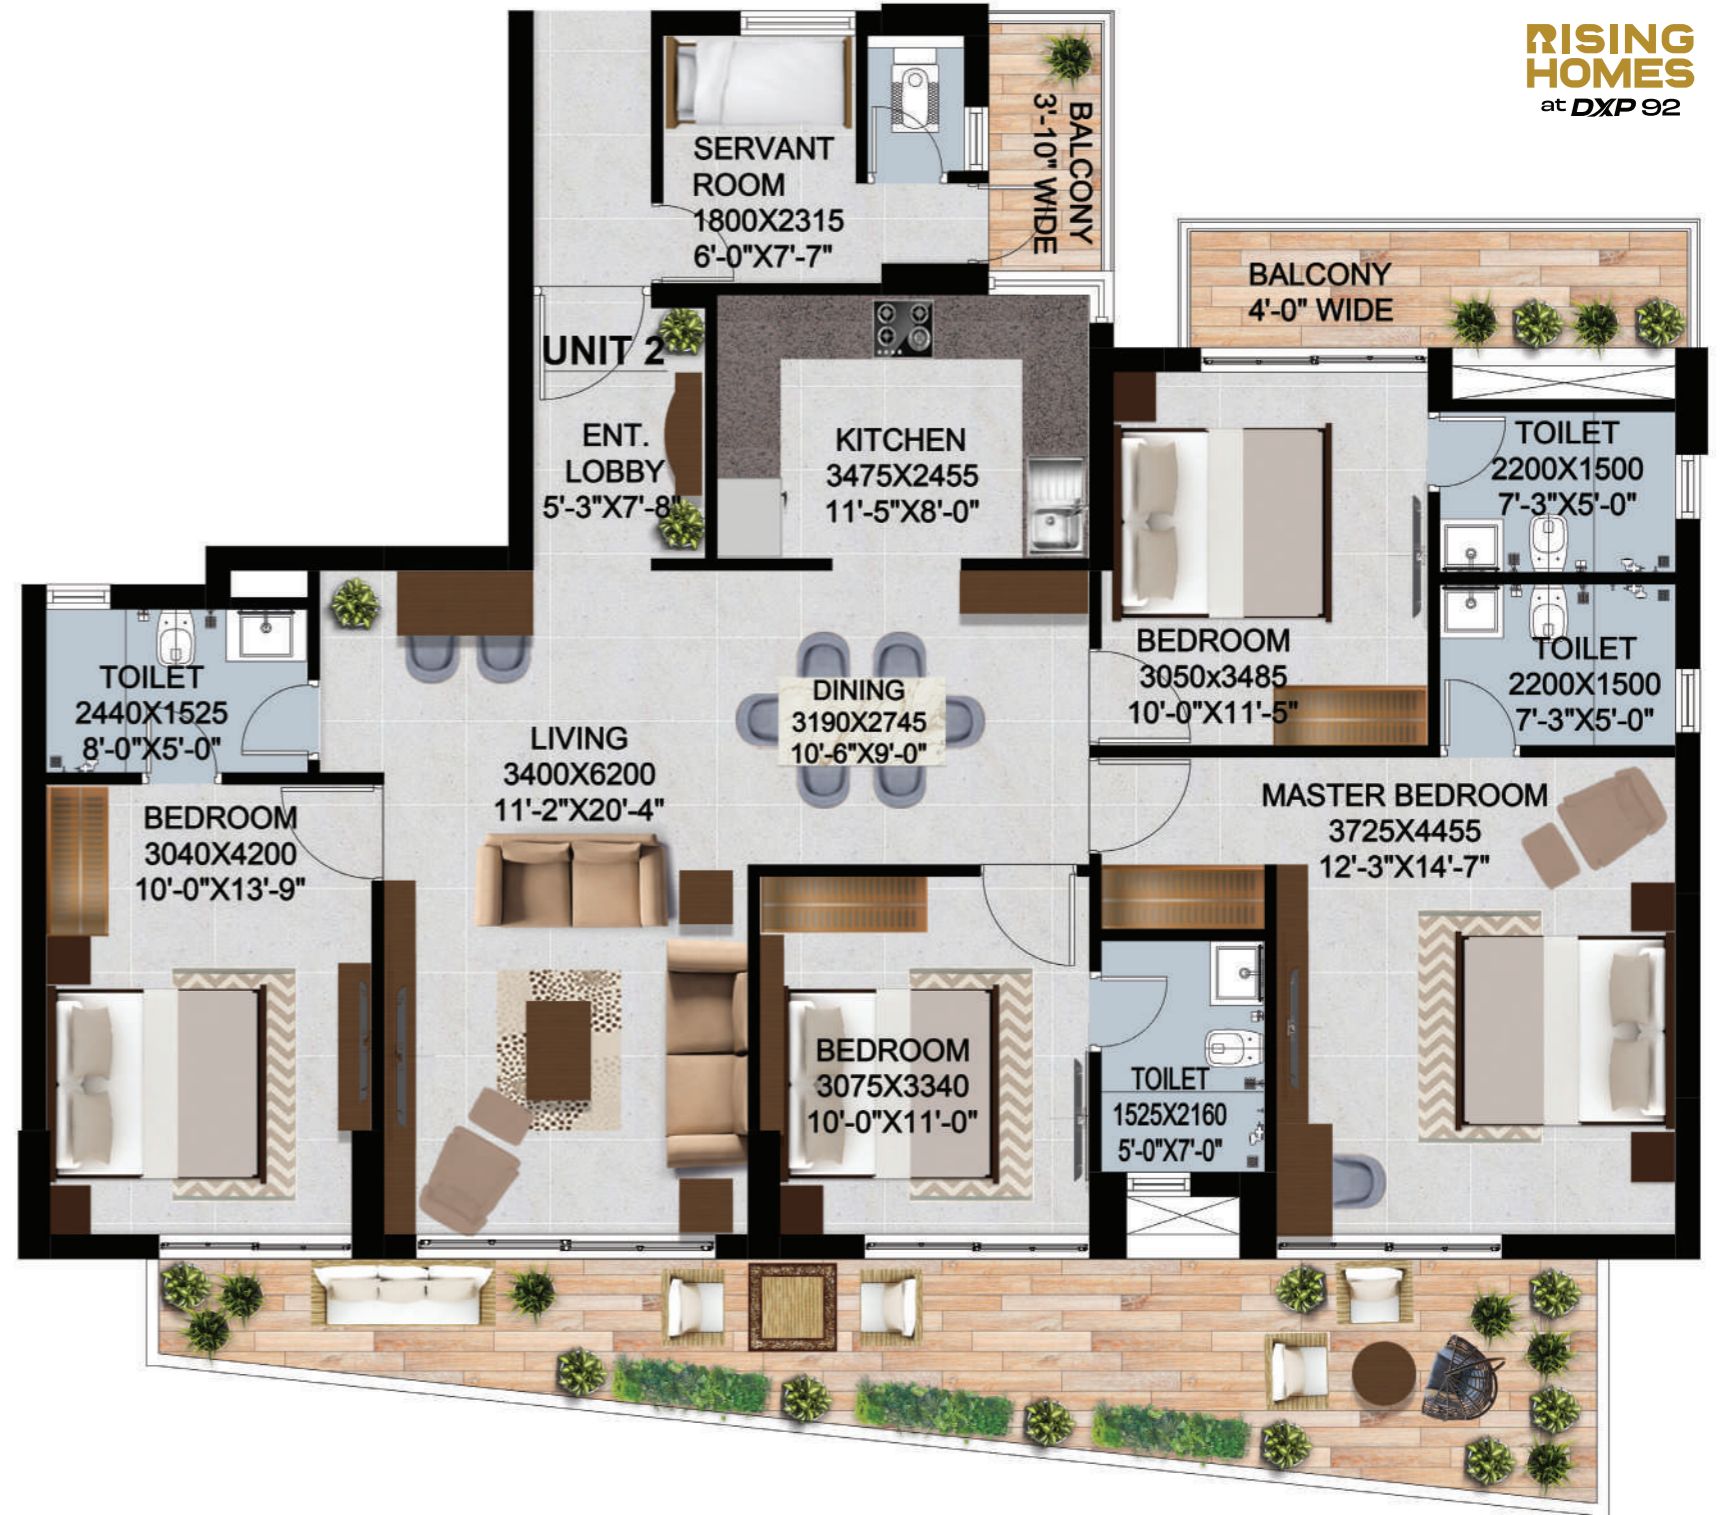 RISING
HOMES
at DXP 92
SERVANT
ROOM
1800X2315
6'-0"X7'-7"
BALCONY
3'-10" WIDE
BALCONY
4'-0" WIDE
UNIT 2
ENT.
LOBBY
5'-3"X7'-8"
KITCHEN
3475X2455
11'-5"X8'-0"
TOILET
2200X1500
7'-3"X5'-0"
BEDROOM
3050x3485
10'-0"X11'-5"
TOILET
2200X1500
7'-3"X5'-0"
TOILET
2440X1525
8'-0"X5'-0"
LIVING
3400X6200
11'-2"X20'-4"
DINING
3190X2745
10'-6"X9'-0"
BEDROOM
3040X4200
10'-0"X13'-9"
MASTER BEDROOM
3725X4455
12'-3"X14'-7"
BEDROOM
3075X3340
10'-0"X11'-0"
TOILET
1525X2160
5'-0"X7'-0"